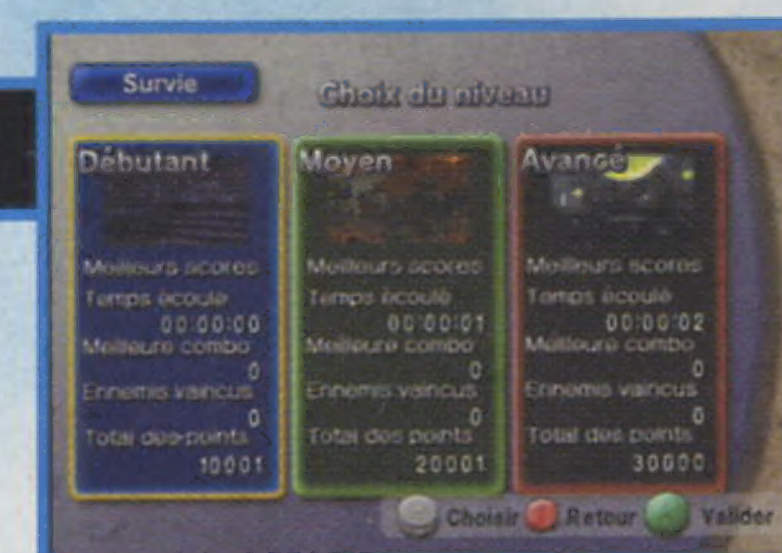 Survie
Choix du niveau
Débutant
Meilleurs scores
Temps écoulé
00:00:00
Meilleure combo
0
Ennemis vaincus
0
Total des points
10001
Moyen
Meilleurs scores
Temps écoulé
00:00:01
Meilleure combo
0
Ennemis vaincus
0
Total des points
20001
Avancé
Meilleurs scores
Temps écoulé
00:00:02
Meilleure combo
0
Ennemis vaincus
0
Total des points
30000
Choisir Retour Valider